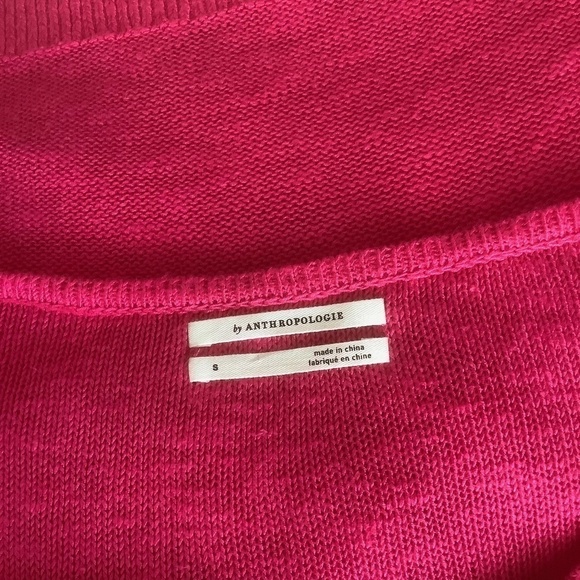 by ANTHROPOLOGIE
S
made in china
fabriqué en chine